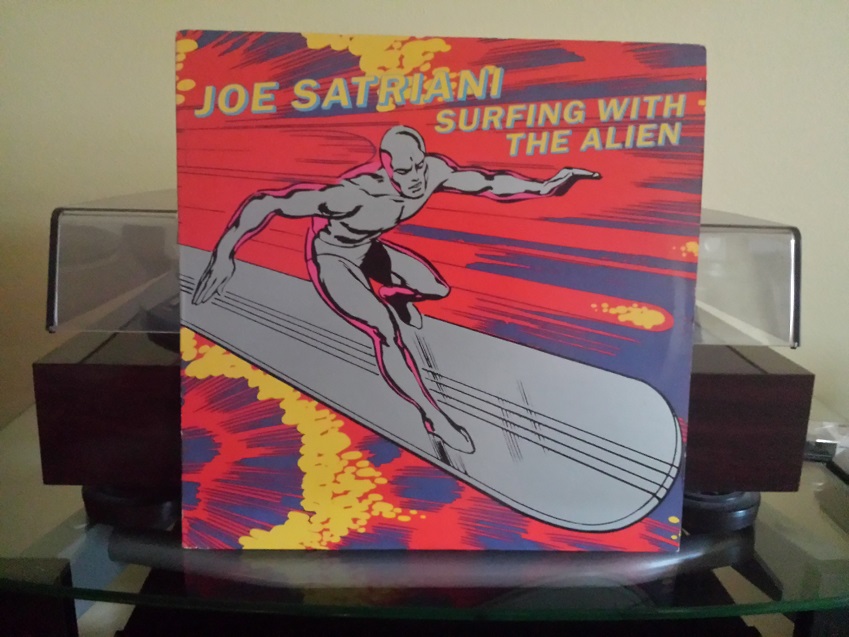 JOE SATRIANI
SURFING WITH
THE ALIEN